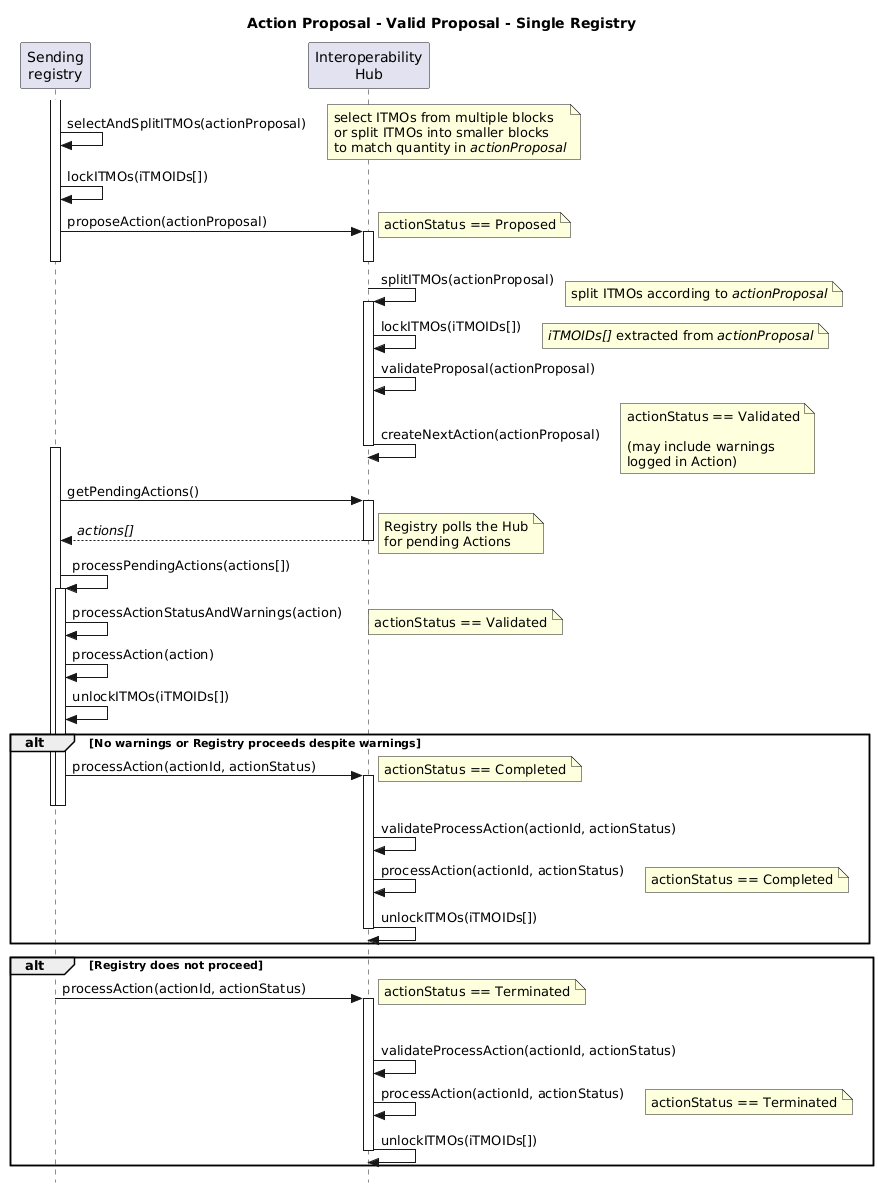 Action Proposal - Valid Proposal - Single Registry
Sending
registry
Interoperability
Hub
selectAndSplitITMOs(actionProposal)
select ITMOs from multiple blocks
or split ITMOs into smaller blocks
to match quantity in actionProposal
lockITMOs(iTMOIDs[])
proposeAction(actionProposal)
actionStatus == Proposed
splitITMOs(actionProposal)
split ITMOs according to actionProposal
lockITMOs(iTMOIDs[])
iTMOIDs[] extracted from actionProposal
validateProposal(actionProposal)
createNextAction(actionProposal)
actionStatus == Validated
(may include warnings
logged in Action)
getPendingActions()
actions[]
Registry polls the Hub
for pending Actions
processPendingActions(actions[])
processActionStatusAndWarnings(action)
actionStatus == Validated
processAction(action)
unlockITMOs(iTMOIDs[])
alt
[No warnings or Registry proceeds despite warnings]
processAction(actionId, actionStatus)
actionStatus == Completed
validateProcessAction(actionId, actionStatus)
processAction(actionId, actionStatus)
actionStatus == Completed
unlockITMOs(iTMOIDs[])
alt
[Registry does not proceed]
processAction(actionId, actionStatus)
actionStatus == Terminated
validateProcessAction(actionId, actionStatus)
processAction(actionId, actionStatus)
actionStatus == Terminated
unlockITMOs(iTMOIDs[])